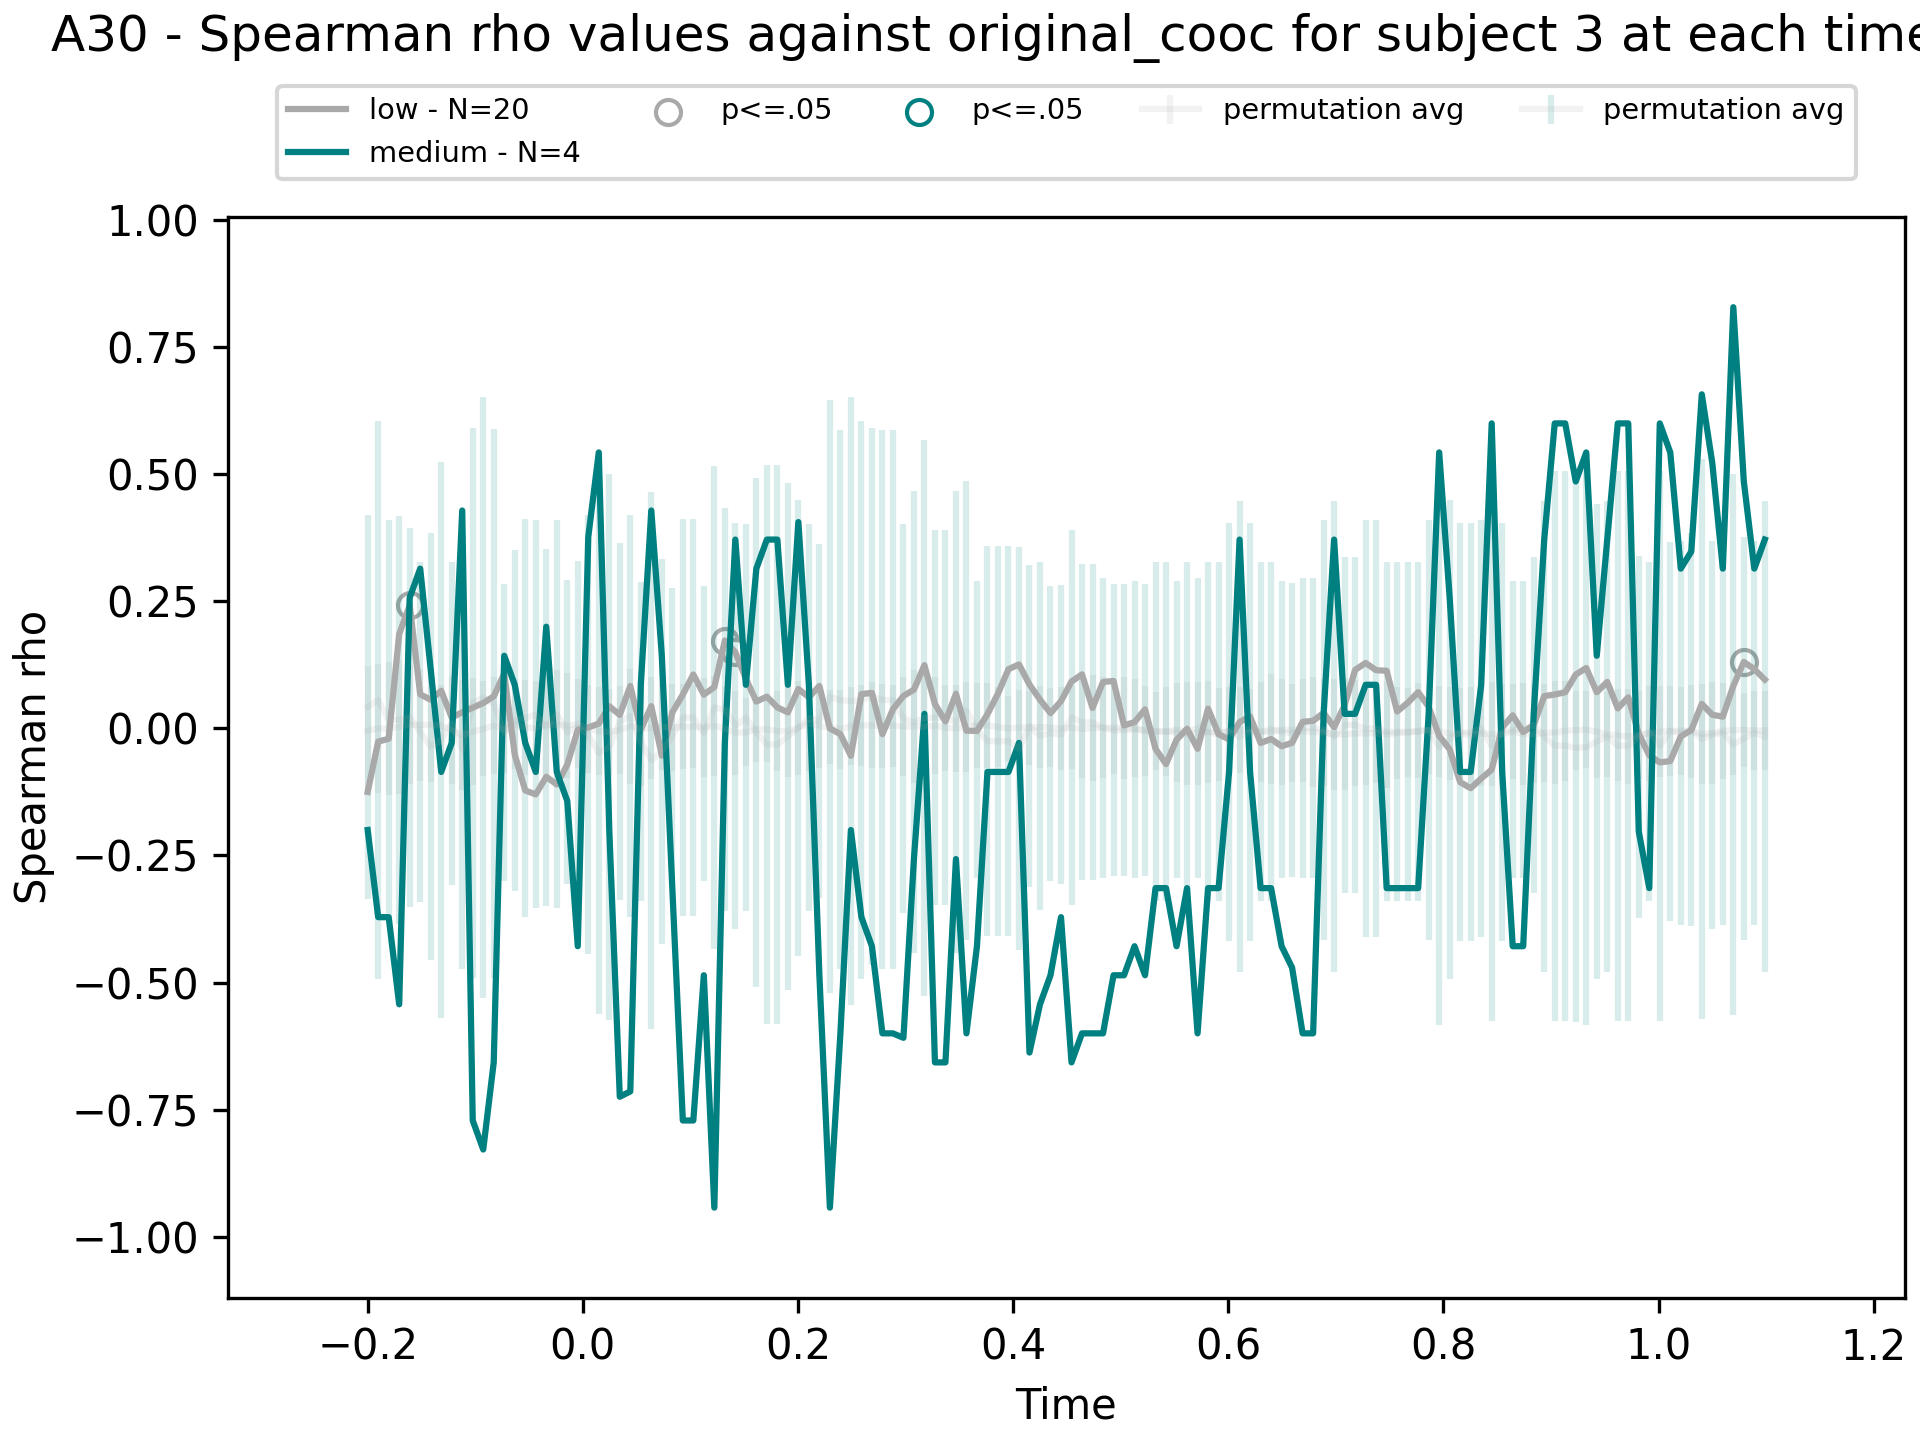 A30 - Spearman rho values against original_cooc for subject 3 at each time
low - N=20
medium - N=4
p<=.05
p<=.05
permutation avg
permutation avg
1.00
0.75
0.50
0.25
0.00
−0.25
−0.50
−0.75
−1.00
Spearman rho
−0.2
0.0
0.2
0.4
0.6
0.8
1.0
1.2
Time